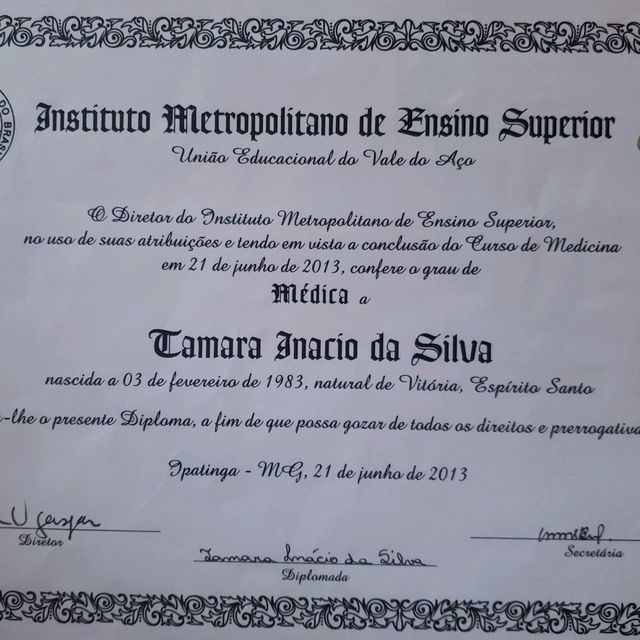 DO BRASIL
Instituto Metropolitano de Ensino Superior
União Educacional do Vale do Aço
O Diretor do Instituto Metropolitano de Ensino Superior,
no uso de suas atribuições e tendo em vista a conclusão do Curso de Medicina
em 21 de junho de 2013, confere o grau de
Médica a
Tamara Inacio da Silva
nascida a 03 de fevereiro de 1983, natural de Vitória, Espírito Santo
-lhe o presente Diploma, a fim de que possa gozar de todos os direitos e prerrogativa
Ipatinga - MG, 21 de junho de 2013
Diretor
Secretária
Tamara Inácio da Silva
Diplomada